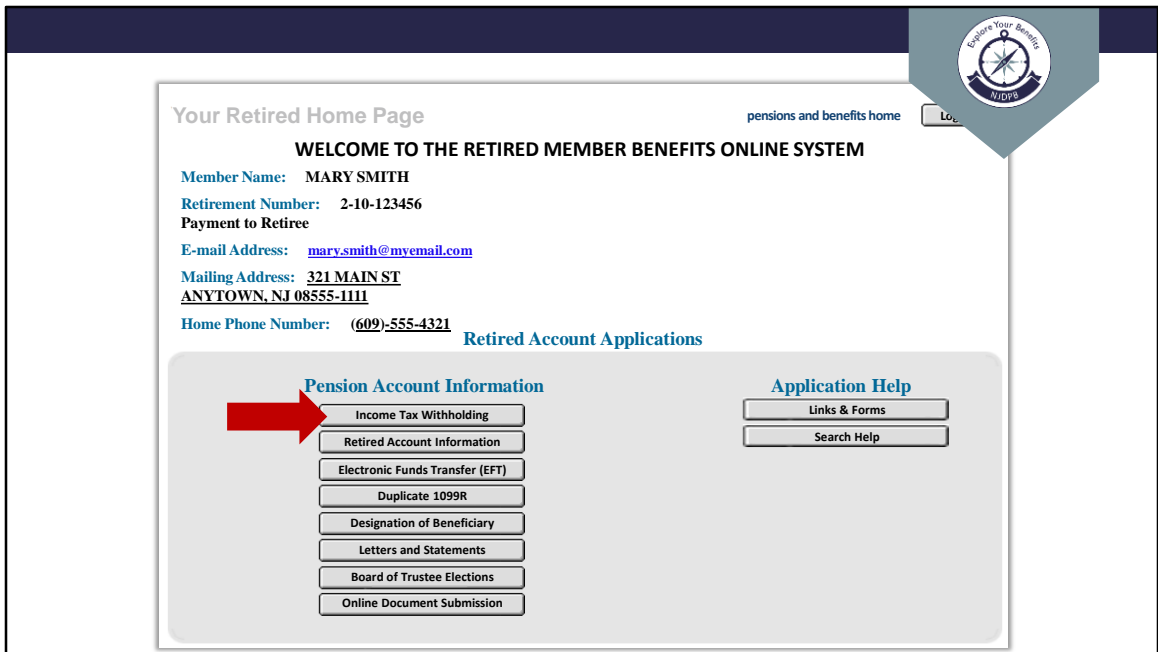 Explore Your Benefits
NJDPB
Your Retired Home Page
pensions and benefits home
WELCOME TO THE RETIRED MEMBER BENEFITS ONLINE SYSTEM
Member Name: MARY SMITH
Retirement Number: 2-10-123456
Payment to Retiree
E-mail Address: mary.smith@myemail.com
Mailing Address: 321 MAIN ST
ANYTOWN, NJ 08555-1111
Home Phone Number: (609)-555-4321
Retired Account Applications
Pension Account Information
Income Tax Withholding
Retired Account Information
Electronic Funds Transfer (EFT)
Duplicate 1099R
Designation of Beneficiary
Letters and Statements
Board of Trustee Elections
Online Document Submission
Application Help
Links & Forms
Search Help